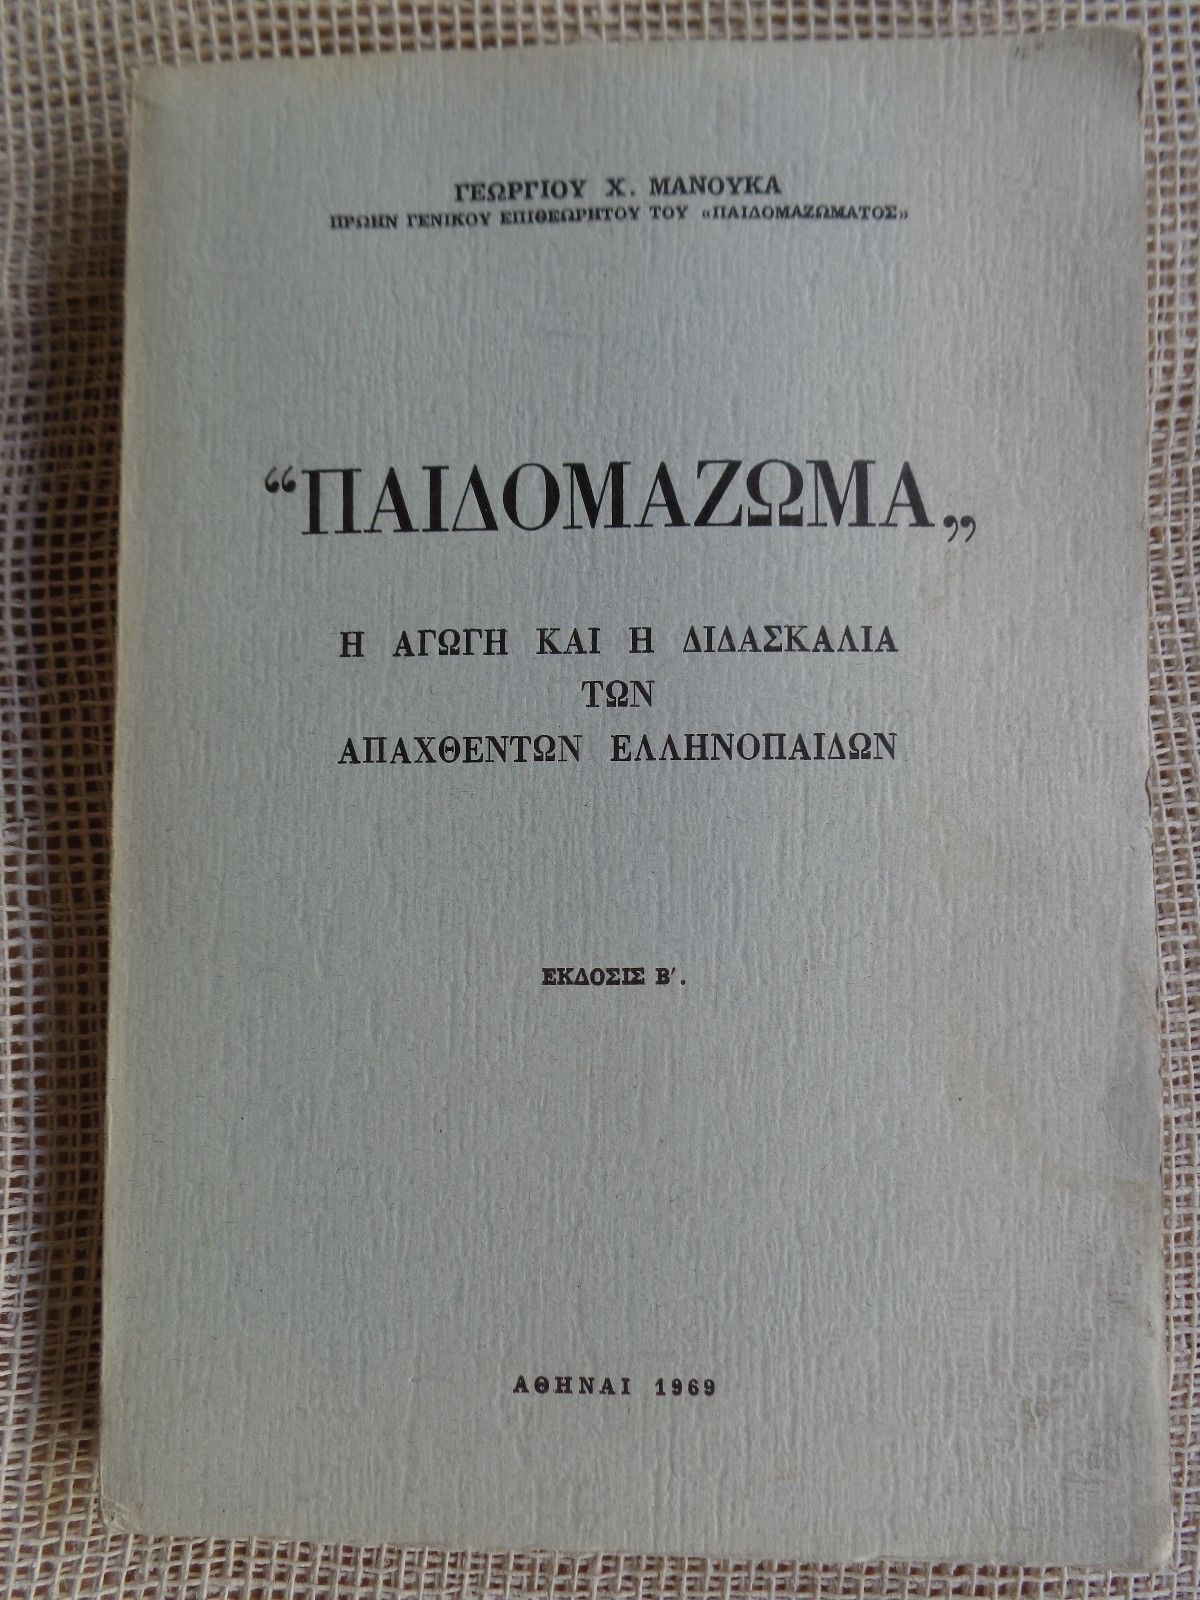 ΓΕΩΡΓΙΟΥ Χ. ΜΑΝΟΥΚΑ
ΠΡΩΗΝ ΓΕΝΙΚΟΥ ΕΠΙΘΕΩΡΗΤΟΥ ΤΟΥ «ΠΑΙΔΟΜΑΖΩΜΑΤΟΣ»
“ΠΑΙΔΟΜΑΖΩΜΑ„
Η ΑΓΩΓΗ ΚΑΙ Η ΔΙΔΑΣΚΑΛΙΑ
ΤΩΝ
ΑΠΑΧΘΕΝΤΩΝ ΕΛΛΗΝΟΠΑΙΔΩΝ
ΕΚΔΟΣΙΣ Β′.
ΑΘΗΝΑΙ 1969